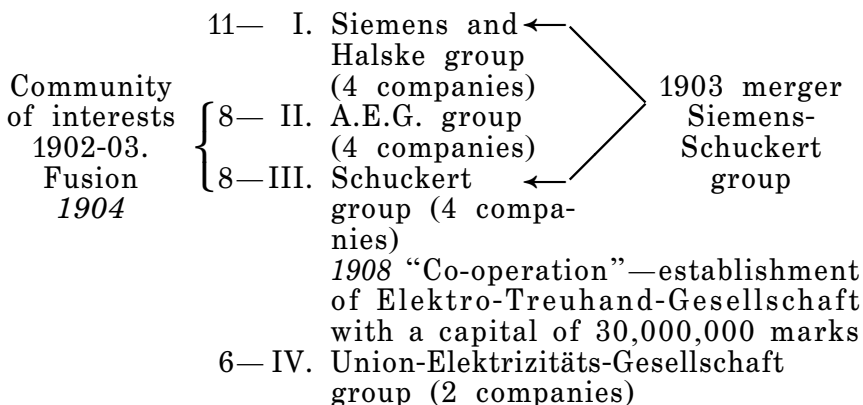 11— I. Siemens and
Halske group
(4 companies)
Community
of interests
1902-03.
Fusion
1904
8— II. A.E.G. group
(4 companies)
8—III. Schuckert
group (4 compa-
nies)
1903 merger
Siemens-
Schuckert
group
1908 “Co-operation”—establishment
of Elektro-Treuhand-Gesellschaft
with a capital of 30,000,000 marks
6— IV. Union-Elektrizitäts-Gesellschaft
group (2 companies)